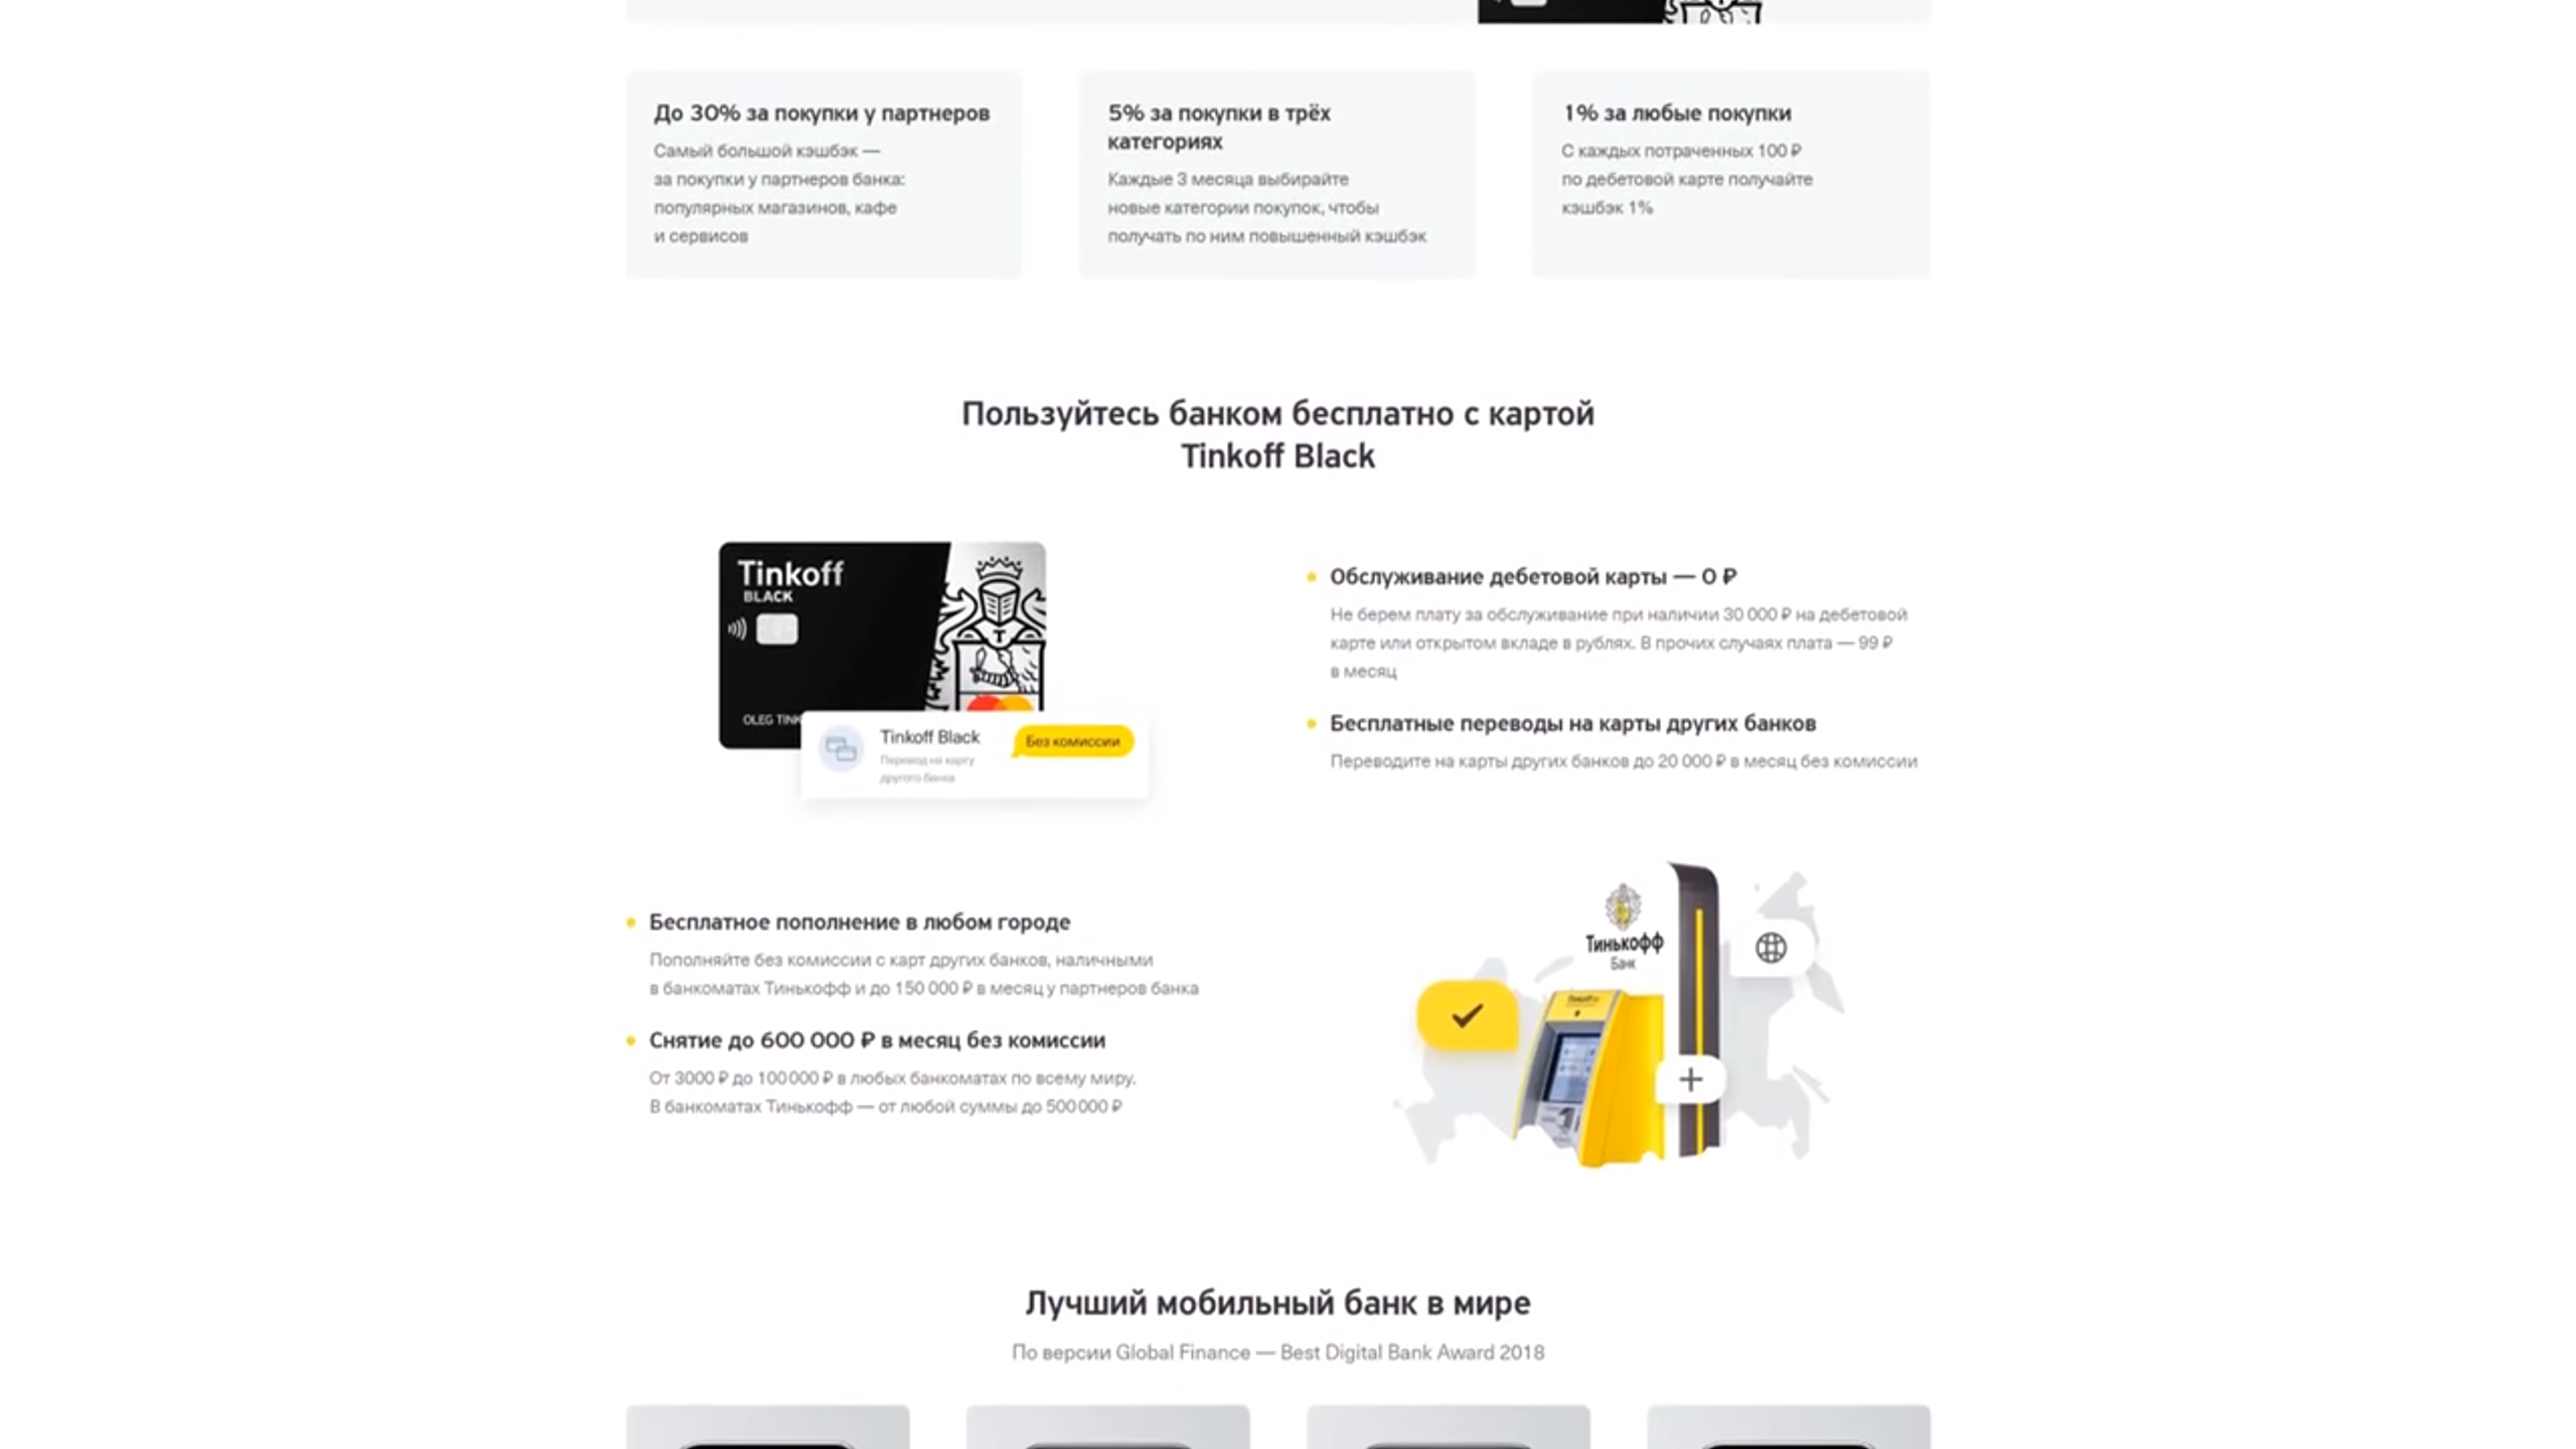 До 30% за покупки у партнеров
Самый большой кэшбэк —
за покупки у партнеров банка:
популярных магазинов, кафе
и сервисов
5% за покупки в трёх
категориях
Каждые 3 месяца выбирайте
новые категории покупок, чтобы
получать по ним повышенный кэшбэк
1% за любые покупки
С каждых потраченных 100 ₽
по дебетовой карте получайте
кэшбэк 1%
Пользуйтесь банком бесплатно с картой
Tinkoff Black
Tinkoff
BLACK
OLEG TINK
Tinkoff Black
Перевод на карту
другого банка
Без комиссии
Обслуживание дебетовой карты — 0 ₽
Не берем плату за обслуживание при наличии 30 000 ₽ на дебетовой
карте или открытом вкладе в рублях. В прочих случаях плата — 99 ₽
в месяц
Бесплатные переводы на карты других банков
Переводите на карты других банков до 20 000 ₽ в месяц без комиссии
Бесплатное пополнение в любом городе
Пополняйте без комиссии с карт других банков, наличными
в банкоматах Тинькофф и до 150 000 ₽ в месяц у партнеров банка
Снятие до 600 000 ₽ в месяц без комиссии
От 3000 ₽ до 100 000 ₽ в любых банкоматах по всему миру.
В банкоматах Тинькофф — от любой суммы до 500 000 ₽
Тинькофф
Банк
Лучший мобильный банк в мире
По версии Global Finance — Best Digital Bank Award 2018